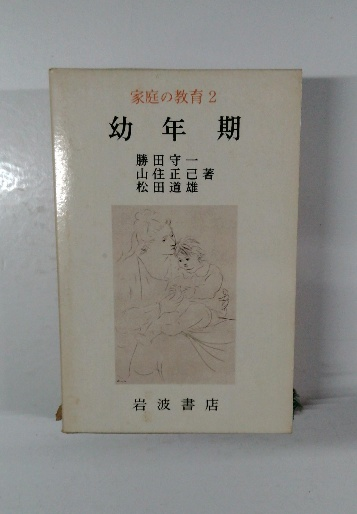 家庭の教育2
幼年期
勝田守一
山住正己著
松田道雄
岩波書店